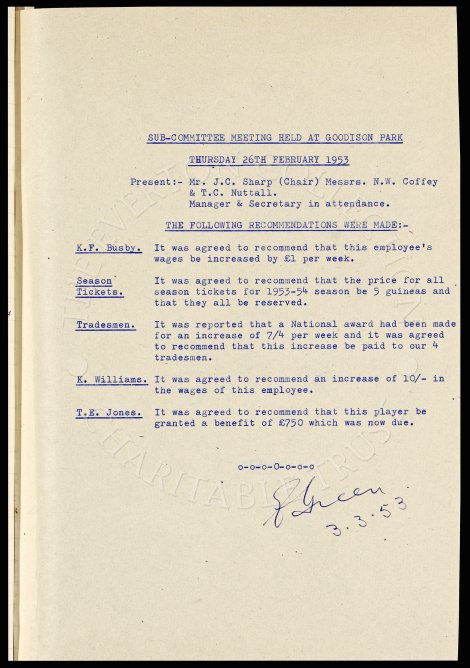 SUB-COMMITTEE MEETING HELD AT GOODISON PARK
THURSDAY 26TH FEBRUARY 1953
Present:- Mr. J.C. Sharp (Chair) Messrs. N.W. Coffey
& T.C. Nuttall.
Manager & Secretary in attendance.
THE FOLLOWING RECOMMENDATIONS WERE MADE:-
K.F. Busby. It was agreed to recommend that this employee's
wages be increased by £1 per week.
Season It was agreed to recommend that the price for all
Tickets. season tickets for 1953-54 season be 5 guineas and
that they all be reserved.
Tradesmen. It was reported that a National award had been made
for an increase of 7/4 per week and it was agreed
to recommend that this increase be paid to our 4
tradesmen.
K. Williams. It was agreed to recommend an increase of 10/- in
the wages of this employee.
T.E. Jones. It was agreed to recommend that this player be
granted a benefit of £750 which was now due.
o-o-o-O-o-o-o
Green
3.3.53
CHARITABLE TRUST